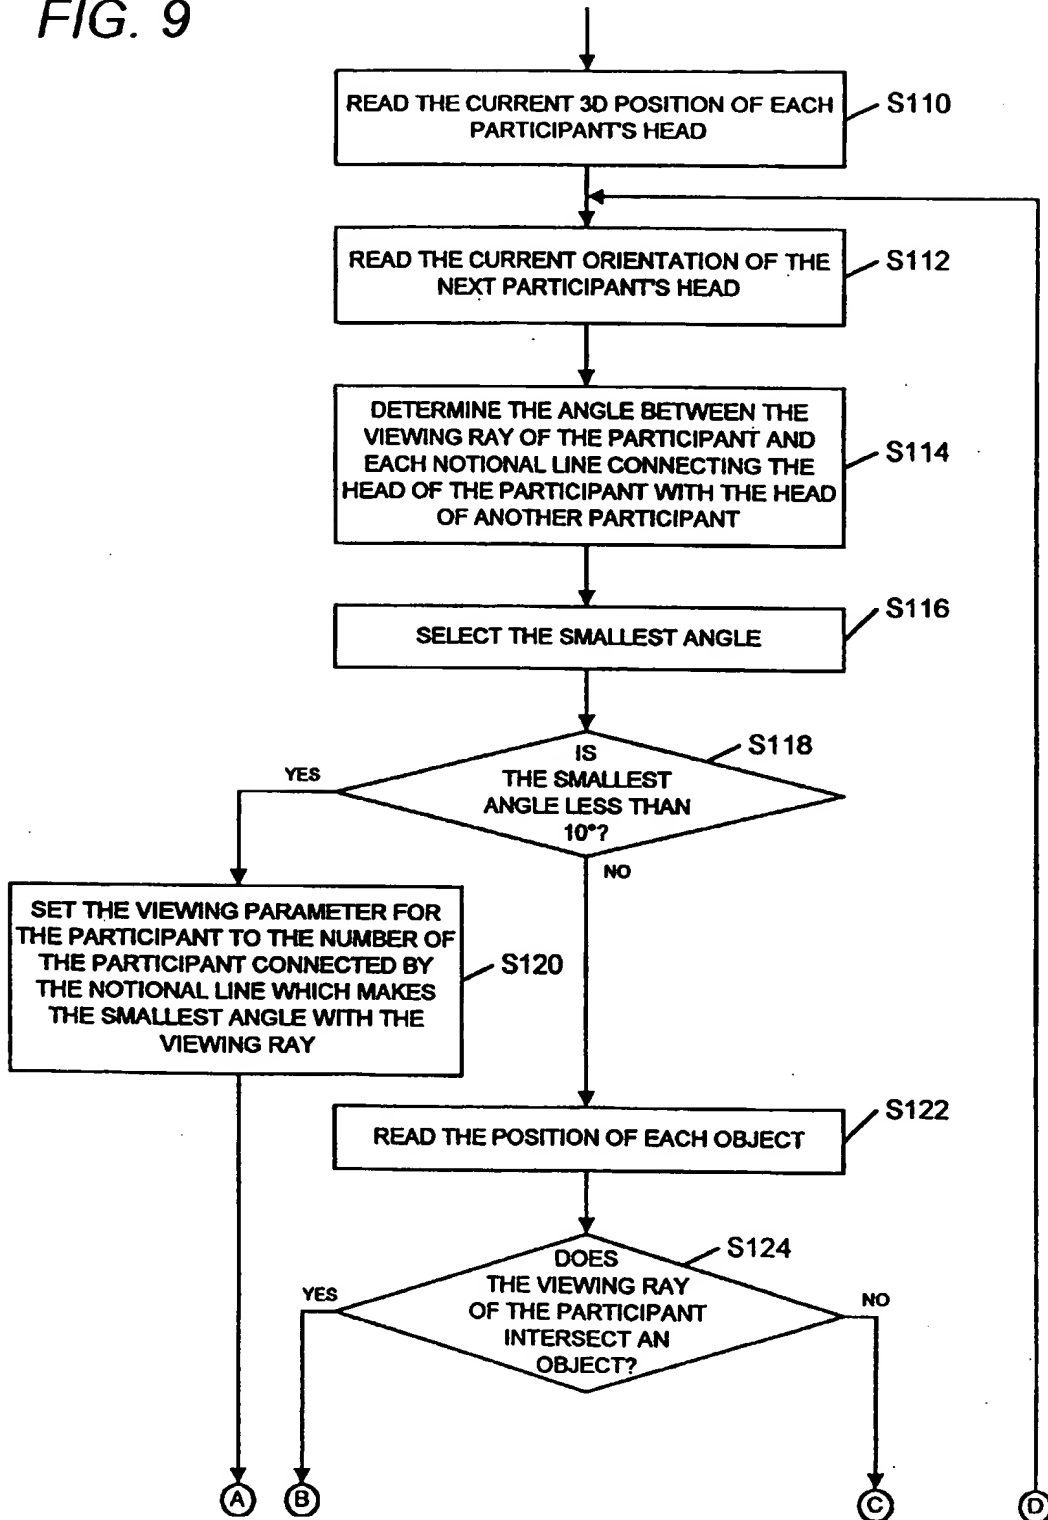 FIG. 9
READ THE CURRENT 3D POSITION OF EACH
PARTICIPANT'S HEAD
S110
READ THE CURRENT ORIENTATION OF THE
NEXT PARTICIPANT'S HEAD
S112
DETERMINE THE ANGLE BETWEEN THE
VIEWING RAY OF THE PARTICIPANT AND
EACH NOTIONAL LINE CONNECTING THE
HEAD OF THE PARTICIPANT WITH THE HEAD
OF ANOTHER PARTICIPANT
S114
SELECT THE SMALLEST ANGLE
S116
IS
THE SMALLEST
ANGLE LESS THAN
10°?
S118
YES
NO
SET THE VIEWING PARAMETER FOR
THE PARTICIPANT TO THE NUMBER OF
THE PARTICIPANT CONNECTED BY
THE NOTIONAL LINE WHICH MAKES
THE SMALLEST ANGLE WITH THE
VIEWING RAY
S120
READ THE POSITION OF EACH OBJECT
S122
DOES
THE VIEWING RAY
OF THE PARTICIPANT
INTERSECT AN
OBJECT?
S124
YES
NO
A
B
C
D